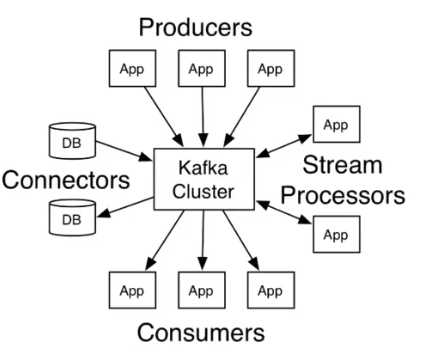 Producers
App
App
App
DB
App
Connectors
Kafka
Cluster
Stream
Processors
DB
App
App
App
App
Consumers